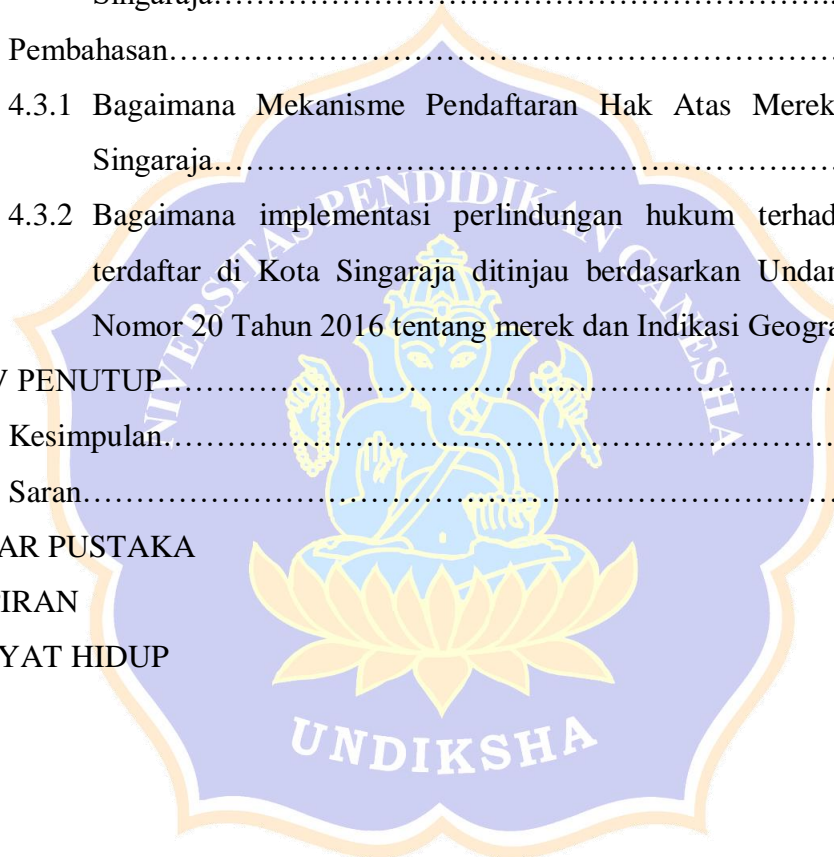 Singaraja……………………………………………………………..
Pembahasan……………………………………………………………………
4.3.1 Bagaimana Mekanisme Pendaftaran Hak Atas Merek
Singaraja……………………………………………………………
4.3.2 Bagaimana implementasi perlindungan hukum terhad
terdaftar di Kota Singaraja ditinjau berdasarkan Undan
Nomor 20 Tahun 2016 tentang merek dan Indikasi Geogra
V PENUTUP……………………………………………………………………
Kesimpulan……………………………………………………………………
Saran……………………………………………………………………………
AR PUSTAKA
PIRAN
YAT HIDUP
NIVERSITAS PENDIDIKAN GANESHA
UNDIKSHA